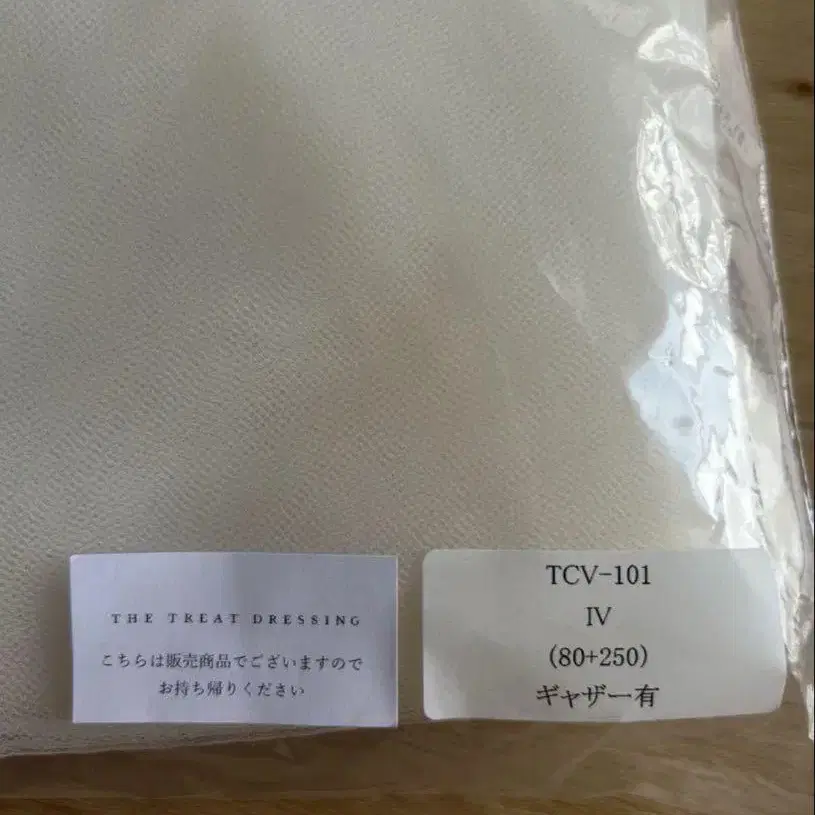 THE TREAT DRESSING
こちらは販売商品でございますので
お持ち帰りください
TCV-101
IV
(80+250)
ギャザー有